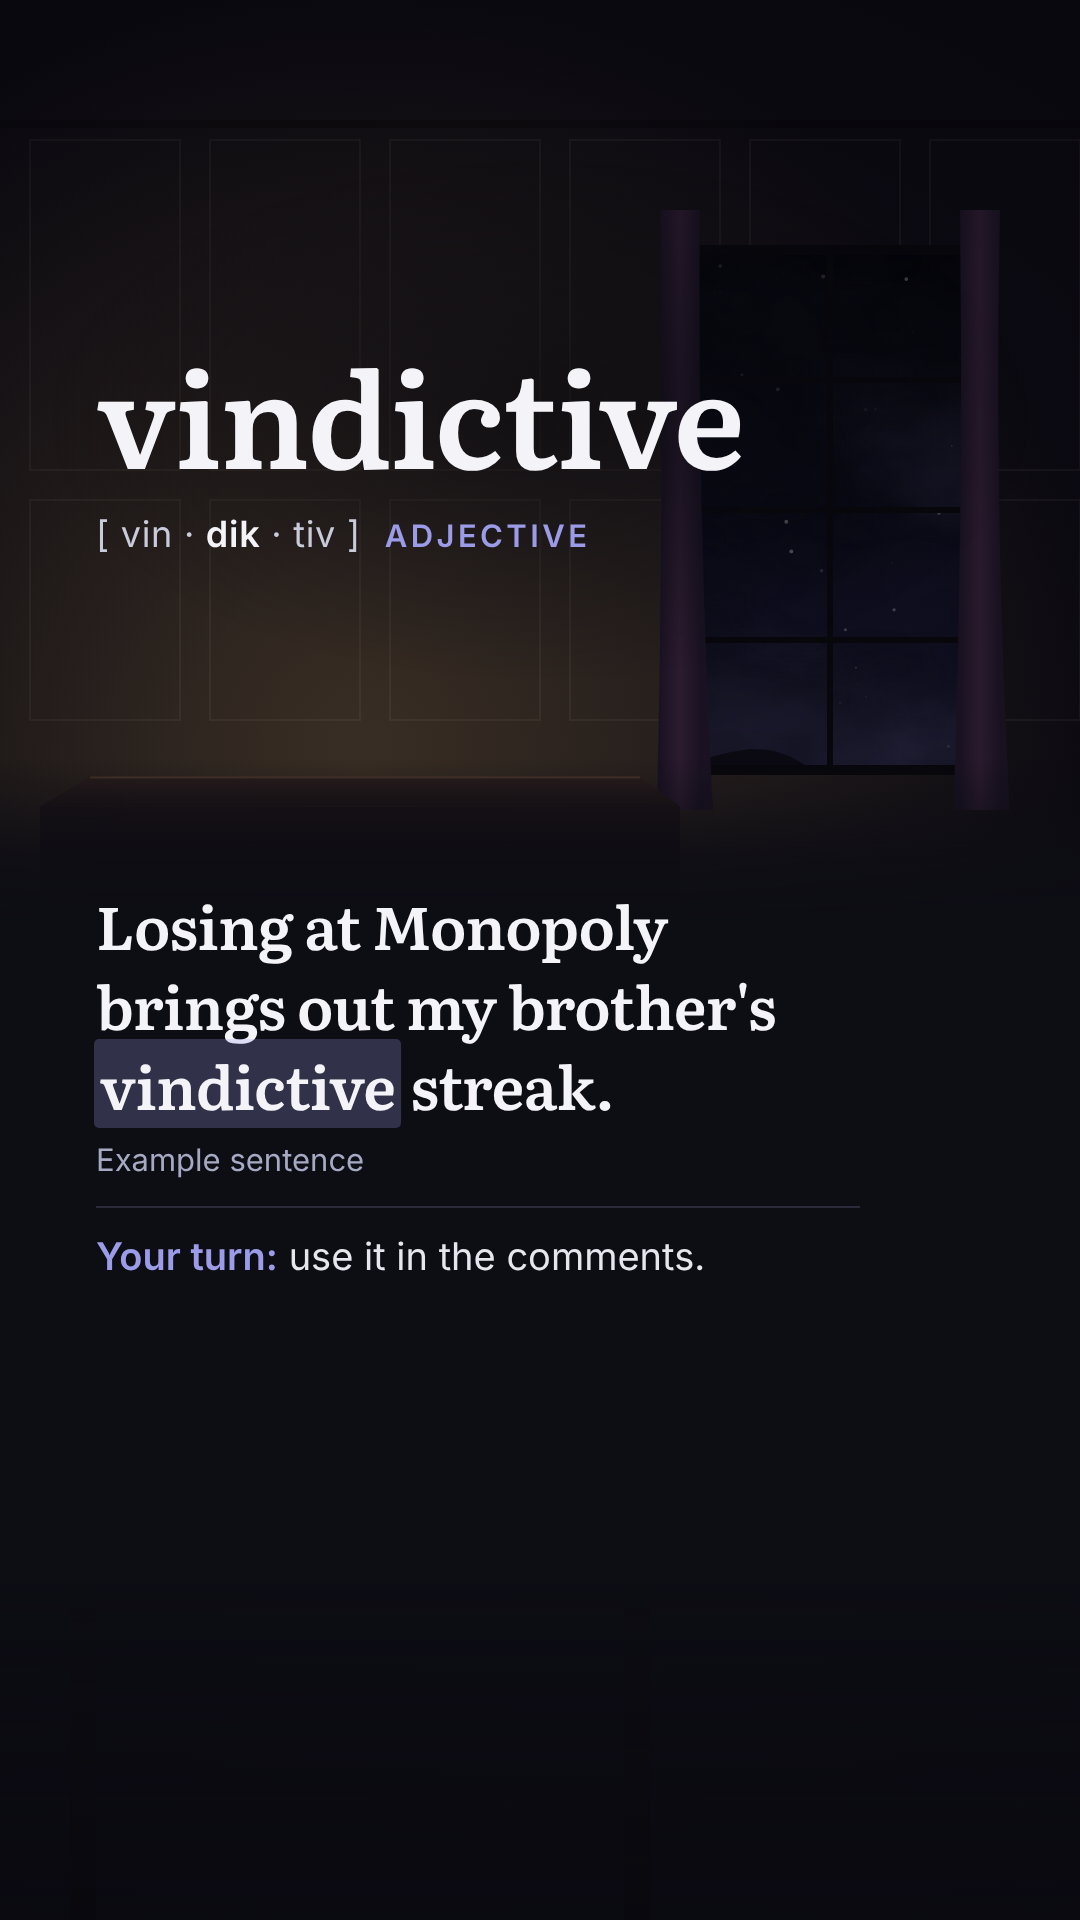 vindictive
[ vin · dik · tiv ] ADJECTIVE
Losing at Monopoly
brings out my brother's
vindictive streak.
Example sentence
Your turn: use it in the comments.